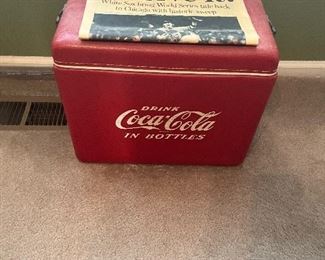 White Sox bring World Series title back
to Chicago with historic sweep
DRINK
Coca-Cola
IN BOTTLES